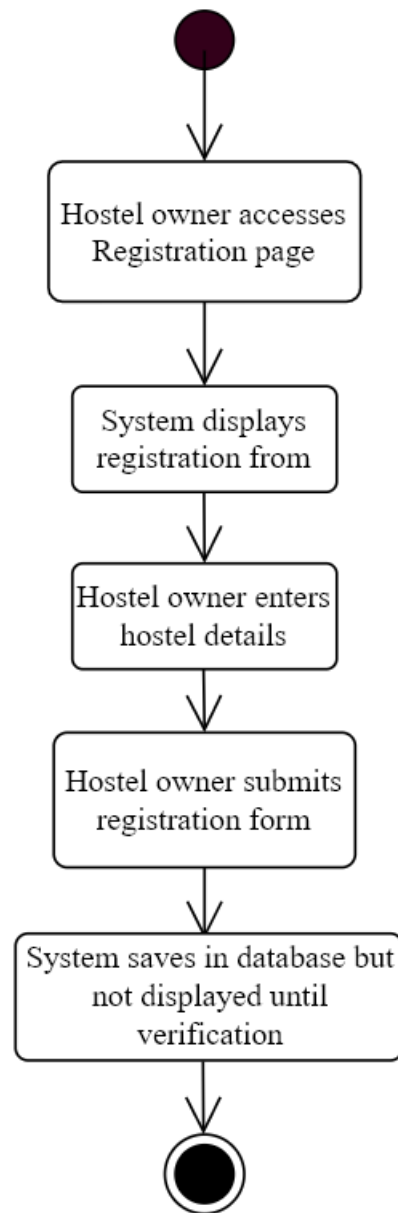 Hostel owner accesses
Registration page
System displays
registration from
Hostel owner enters
hostel details
Hostel owner submits
registration form
System saves in database but
not displayed until
verification